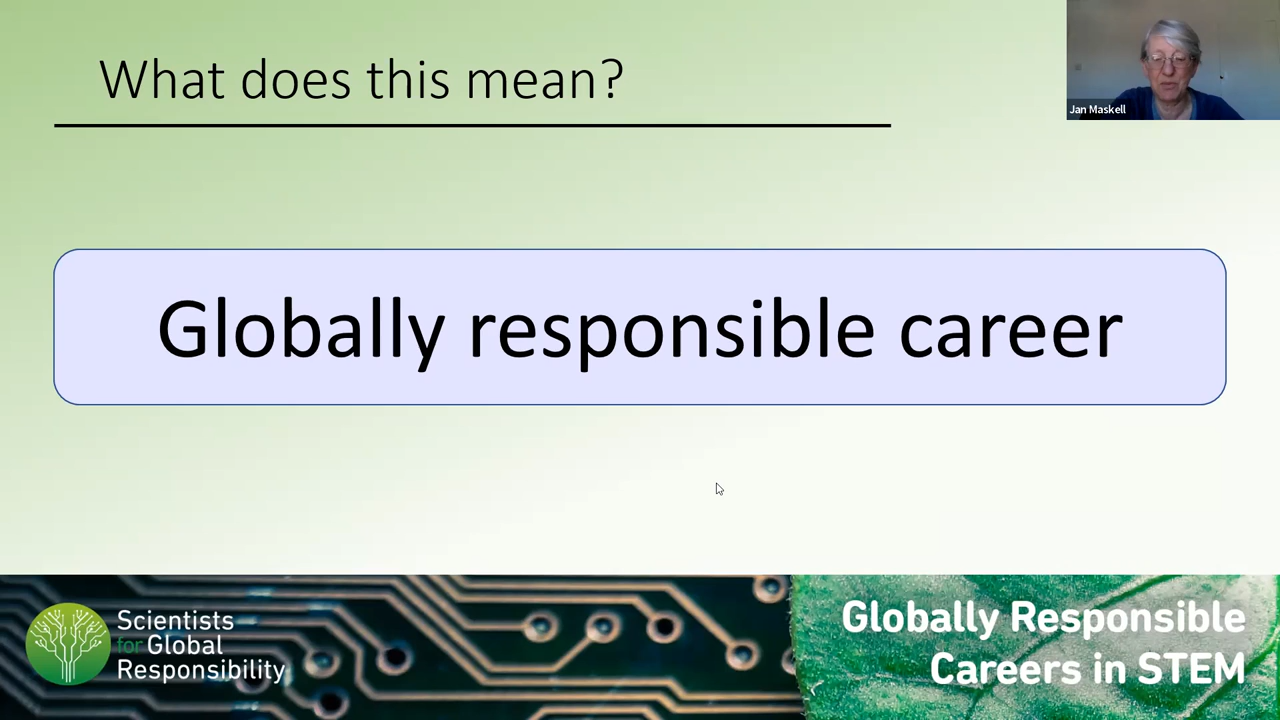 What does this mean?
Jan Maskell
Globally responsible career
Scientists
for Global
Responsibility
Globally Responsible
Careers in STEM